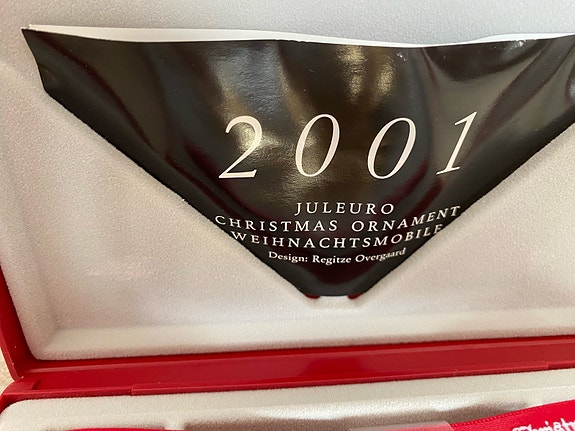 2001
JULEURO
CHRISTMAS ORNAMENT
WEIHNACHTSMOBILE
Design: Regitze Overgaard